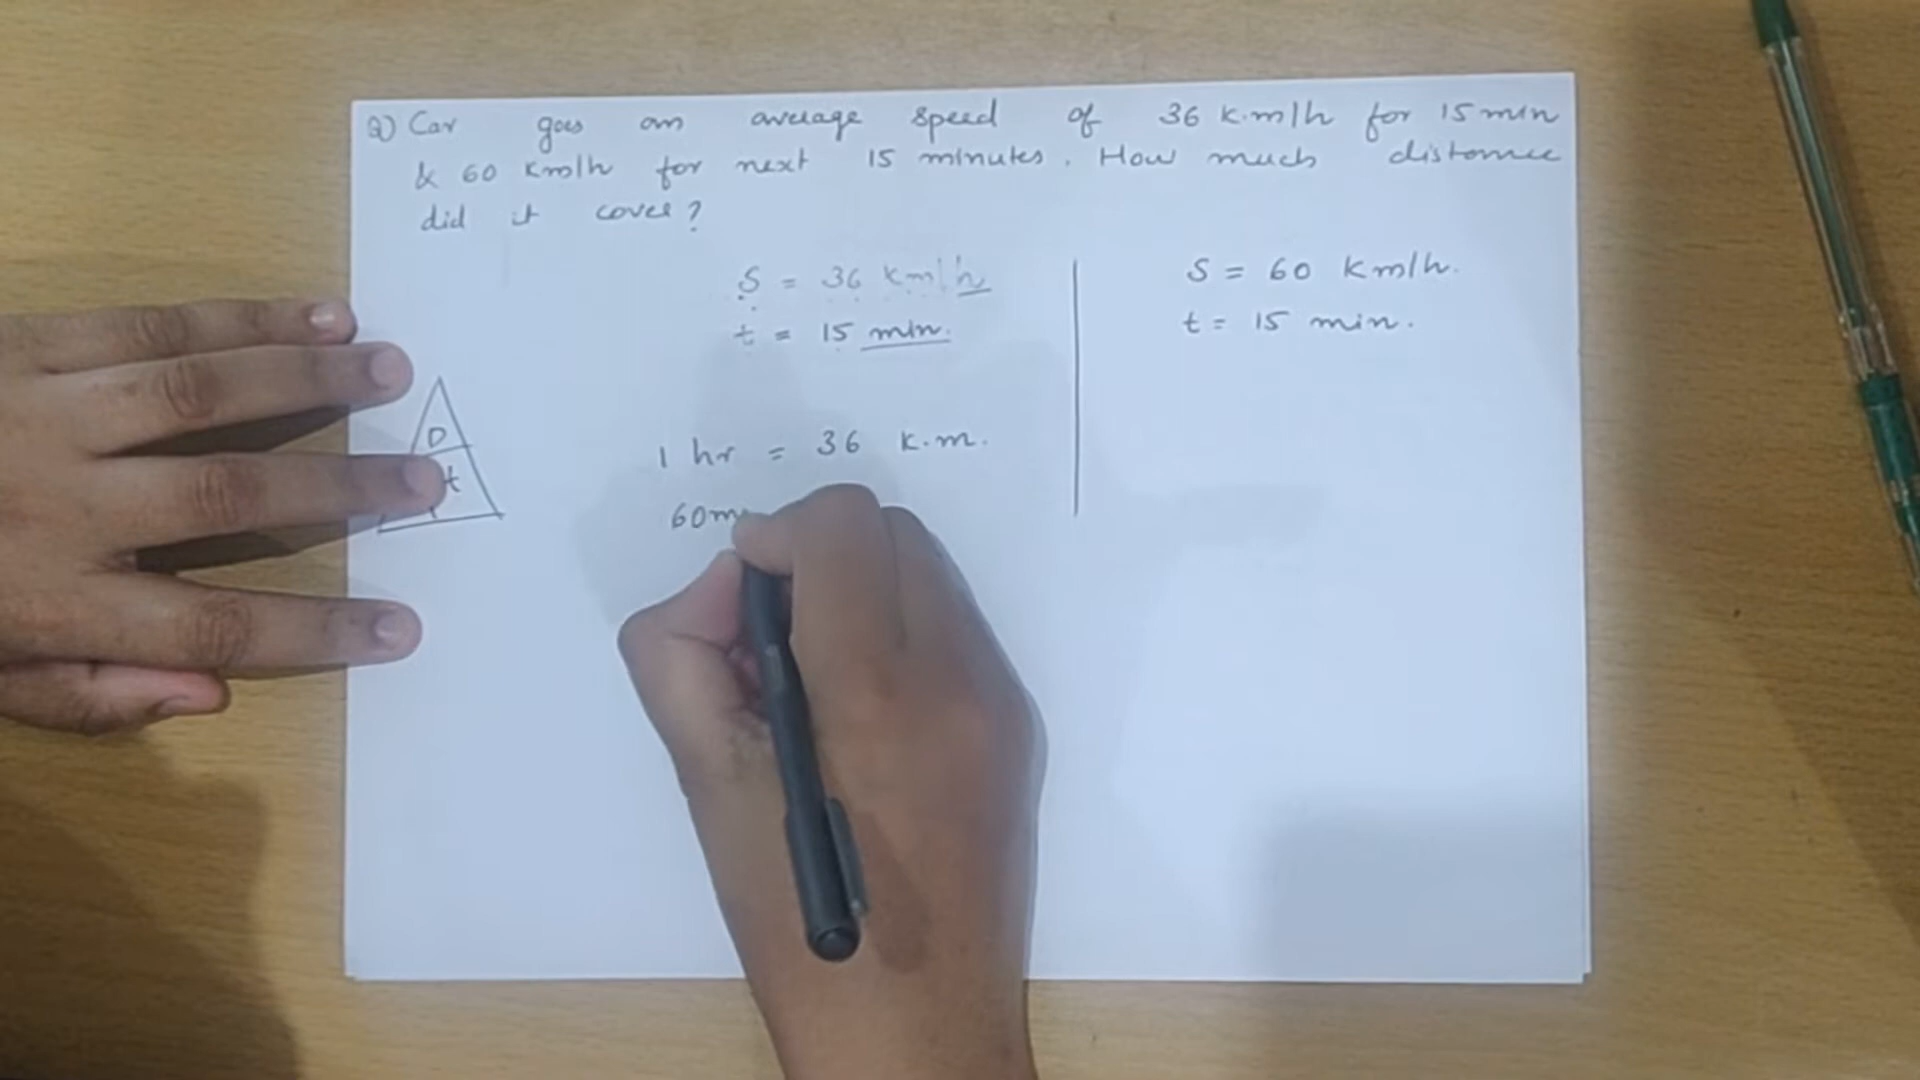 Q) Car goes an average speed of 36 k.m/h for 15 min
& 60 Km/h for next 15 minutes. How much distance
did it cover?
S = 36 km/h
t = 15 min.
S = 60 Km/h.
t = 15 min.
D
t
1 hr = 36 k.m.
60m